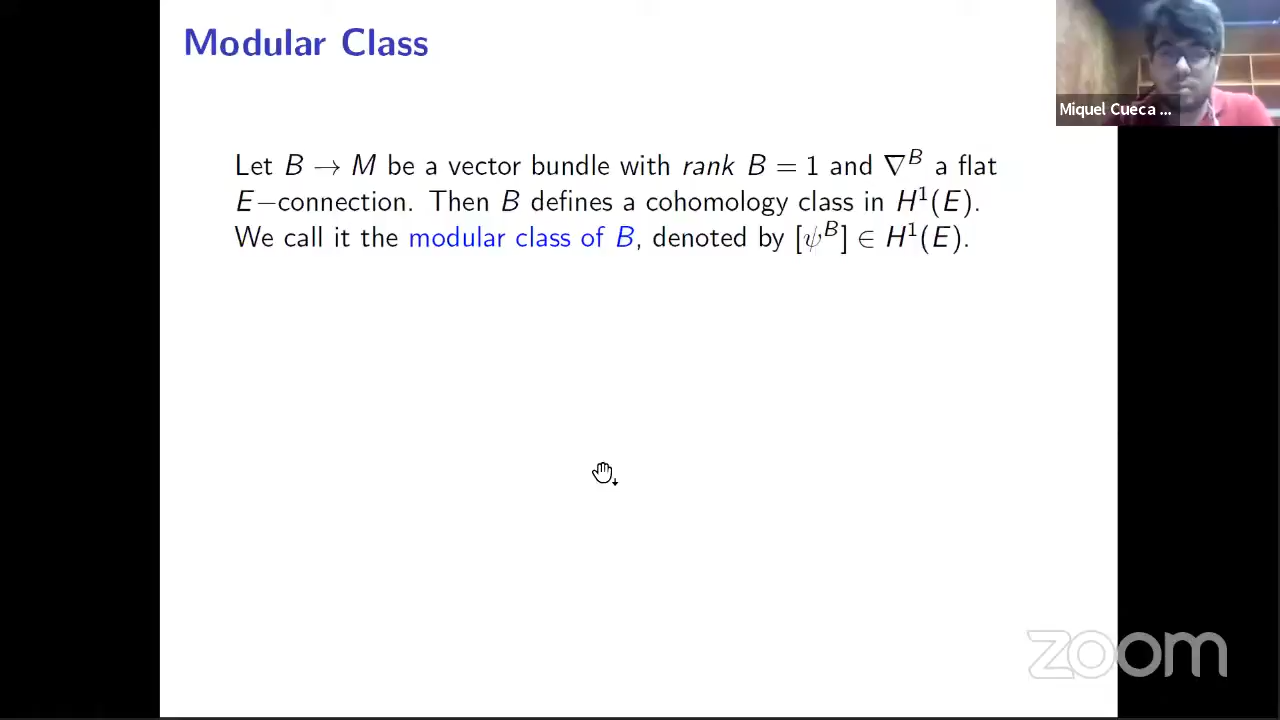 Modular Class
Miquel Cueca ...
Let B → M be a vector bundle with rank B = 1 and ∇^B a flat
E−connection. Then B defines a cohomology class in H^1(E).
We call it the modular class of B, denoted by [ψ^B] ∈ H^1(E).
zoom